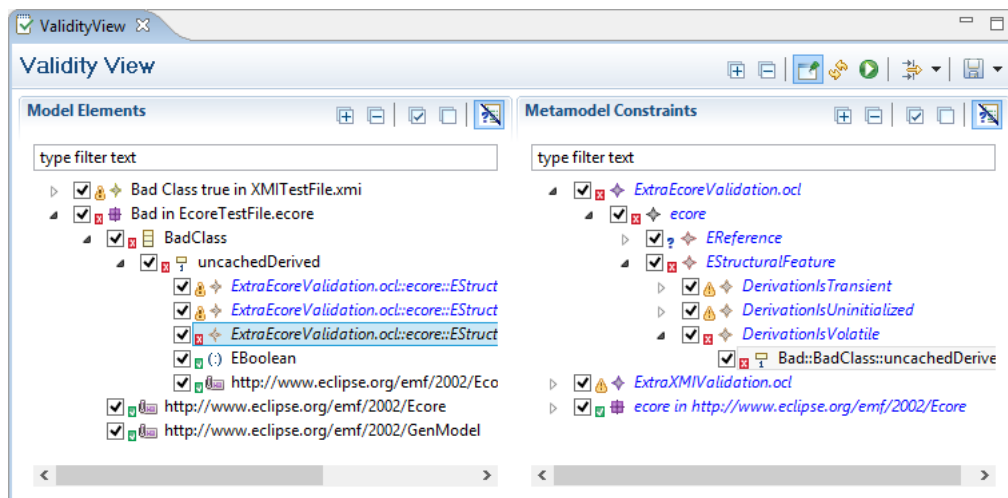 ValidityView
Validity View
Model Elements
type filter text
Bad Class true in XMITestFile.xmi
Bad in EcoreTestFile.ecore
BadClass
uncachedDerived
ExtraEcoreValidation.ocl::ecore::EStruct
ExtraEcoreValidation.ocl::ecore::EStruct
ExtraEcoreValidation.ocl::ecore::EStruct
EBoolean
http://www.eclipse.org/emf/2002/Eco
http://www.eclipse.org/emf/2002/Ecore
http://www.eclipse.org/emf/2002/GenModel
Metamodel Constraints
type filter text
ExtraEcoreValidation.ocl
ecore
EReference
EStructuralFeature
DerivationIsTransient
DerivationIsUninitialized
DerivationIsVolatile
Bad::BadClass::uncachedDerive
ExtraXMIValidation.ocl
ecore in http://www.eclipse.org/emf/2002/Ecore